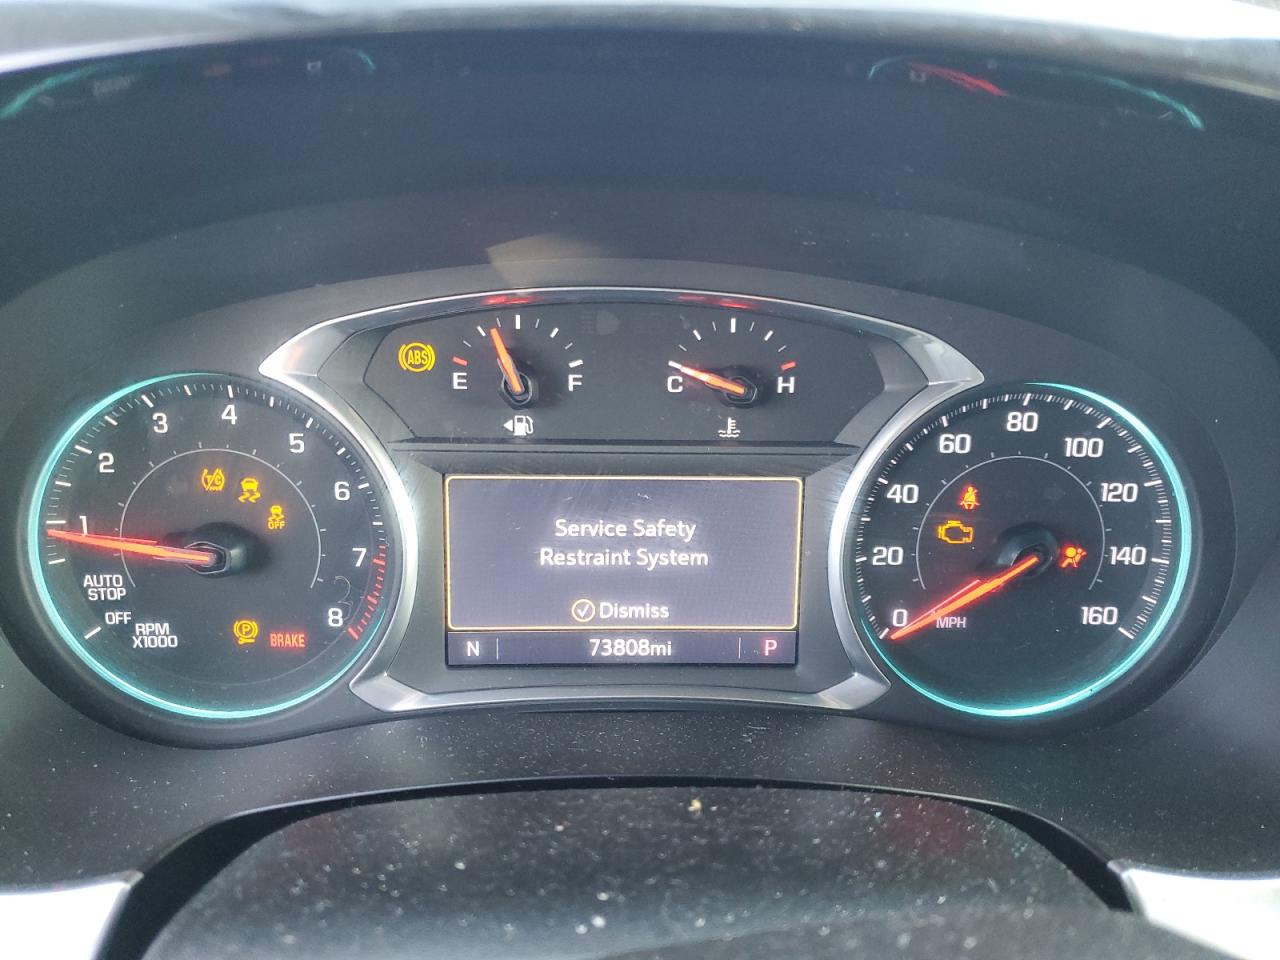 ABS
E F
C H
1 2 3 4 5 6 7 8
T/C
OFF
AUTO
STOP
OFF
RPM
X1000
P
BRAKE
Service Safety
Restraint System
Dismiss
N 73808mi P
0 20 40 60 80 100 120 140 160
MPH